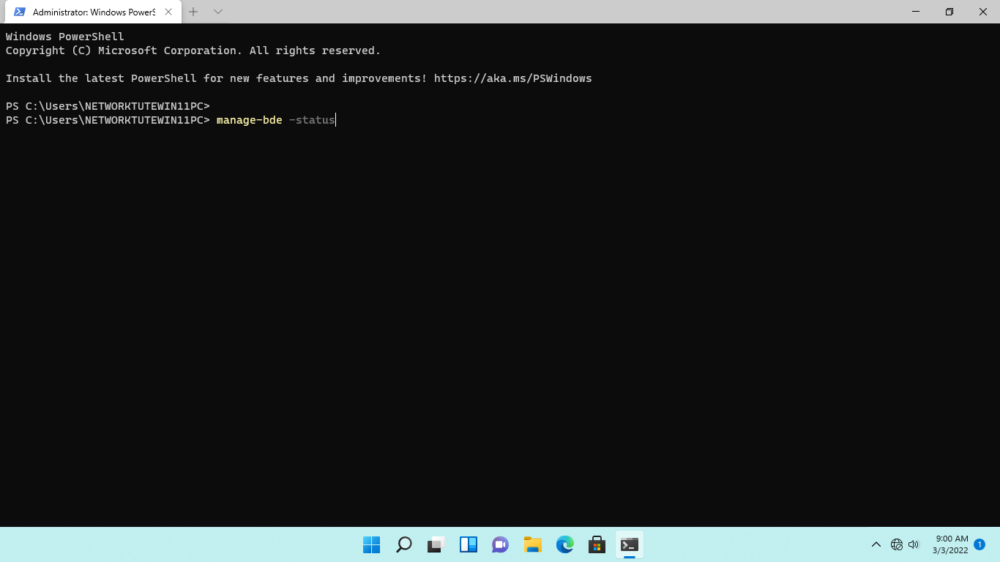 Administrator: Windows PowerS
Windows PowerShell
Copyright (C) Microsoft Corporation. All rights reserved.
Install the latest PowerShell for new features and improvements! https://aka.ms/PSWindows
PS C:\Users\NETWORKTUTEWIN11PC>
PS C:\Users\NETWORKTUTEWIN11PC> manage-bde -status
9:00 AM
3/3/2022
1